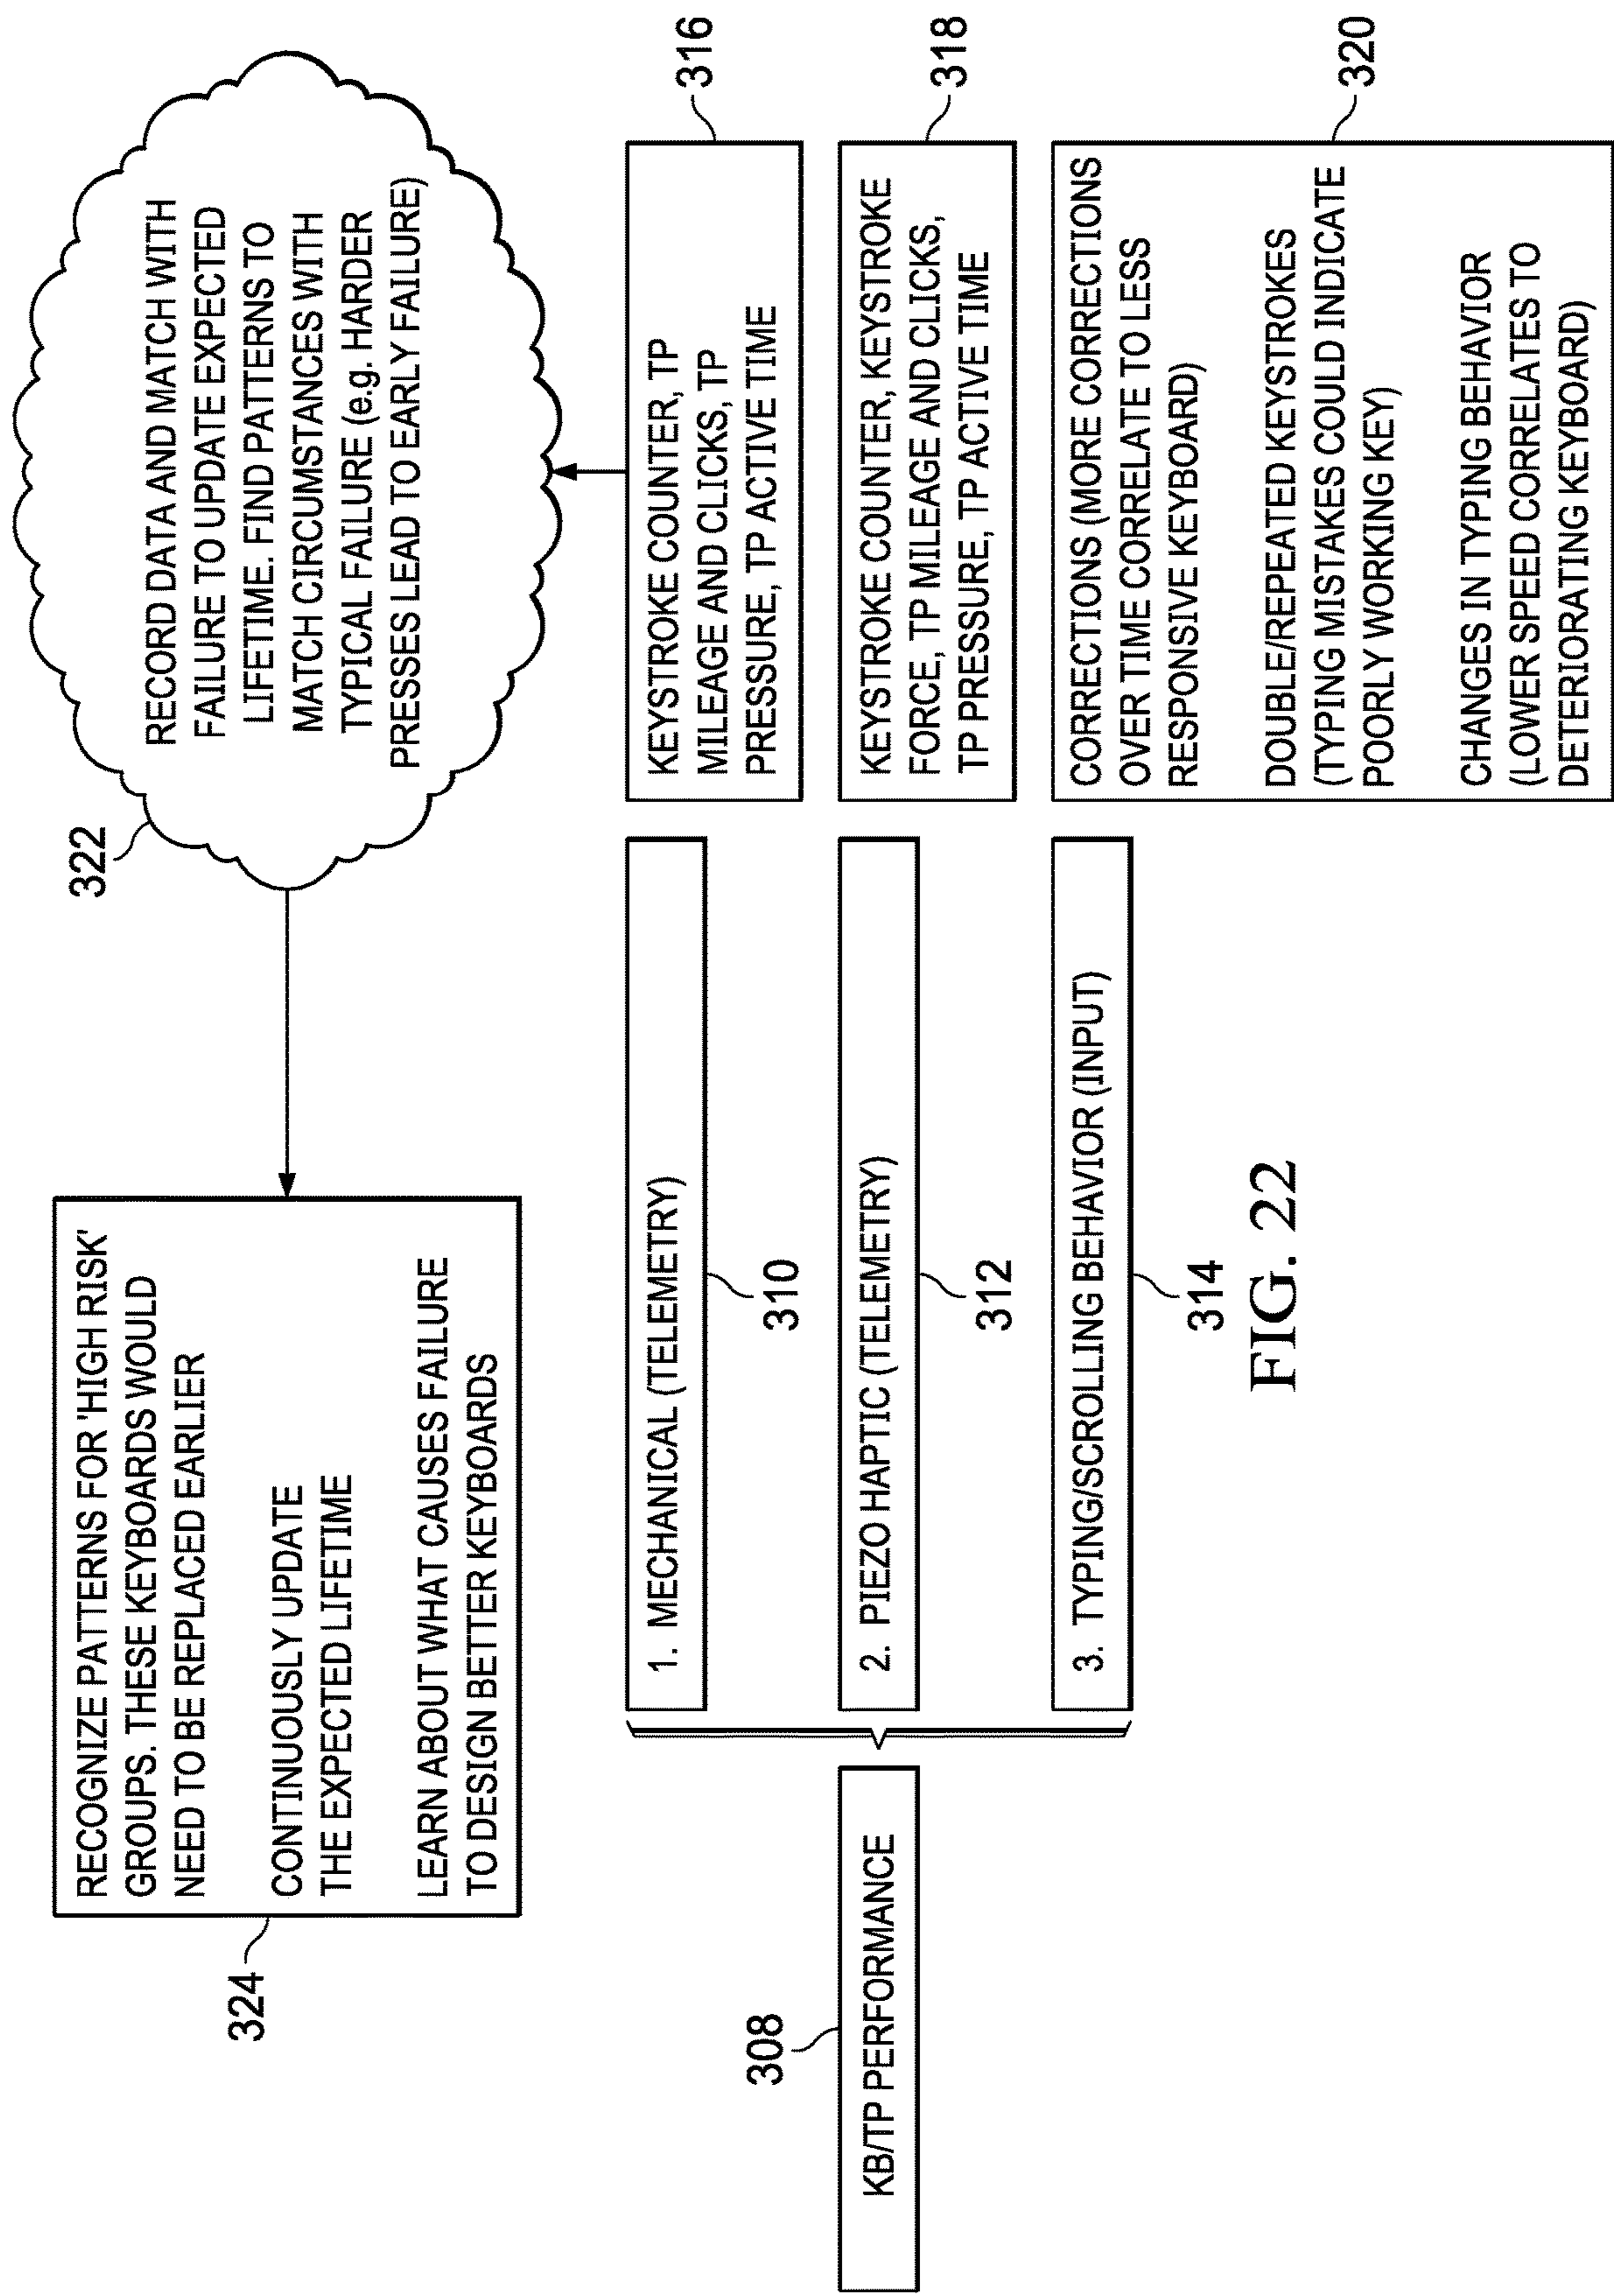 RECOGNIZE PATTERNS FOR 'HIGH RISK'
GROUPS. THESE KEYBOARDS WOULD
NEED TO BE REPLACED EARLIER
CONTINUOUSLY UPDATE
THE EXPECTED LIFETIME
LEARN ABOUT WHAT CAUSES FAILURE
TO DESIGN BETTER KEYBOARDS
324
322
RECORD DATA AND MATCH WITH
FAILURE TO UPDATE EXPECTED
LIFETIME. FIND PATTERNS TO
MATCH CIRCUMSTANCES WITH
TYPICAL FAILURE (e.g. HARDER
PRESSES LEAD TO EARLY FAILURE)
308
KB/TP PERFORMANCE
1. MECHANICAL (TELEMETRY)
310
KEYSTROKE COUNTER, TP
MILEAGE AND CLICKS, TP
PRESSURE, TP ACTIVE TIME
316
2. PIEZO HAPTIC (TELEMETRY)
312
KEYSTROKE COUNTER, KEYSTROKE
FORCE, TP MILEAGE AND CLICKS,
TP PRESSURE, TP ACTIVE TIME
318
3. TYPING/SCROLLING BEHAVIOR (INPUT)
314
CORRECTIONS (MORE CORRECTIONS
OVER TIME CORRELATE TO LESS
RESPONSIVE KEYBOARD)
DOUBLE/REPEATED KEYSTROKES
(TYPING MISTAKES COULD INDICATE
POORLY WORKING KEY)
CHANGES IN TYPING BEHAVIOR
(LOWER SPEED CORRELATES TO
DETERIORATING KEYBOARD)
320
FIG. 22